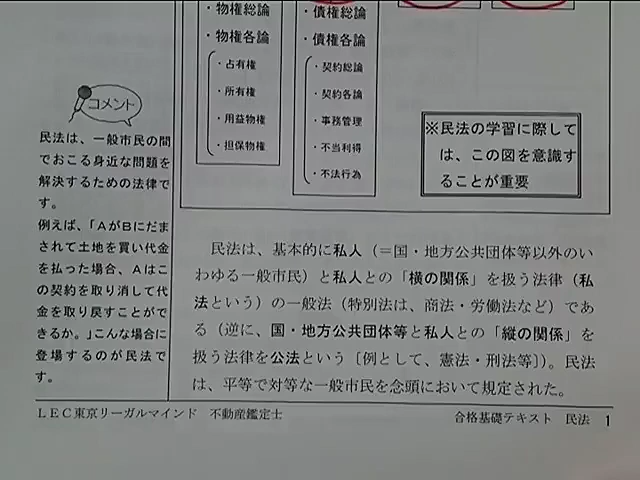 ・物権総論
・物権各論
・占有権
・所有権
・用益物権
・担保物権
・債権総論
・債権各論
・契約総論
・契約各論
・事務管理
・不当利得
・不法行為
※民法の学習に際して
は、この図を意識す
ることが重要
コメント
民法は、一般市民の間
でおこる身近な問題を
解決するための法律で
す。
例えば、「AがBにだま
されて土地を買い代金
を払った場合、Aはこ
の契約を取り消して代
金を取り戻すことがで
きるか。」こんな場合に
登場するのが民法で
す。
民法は、基本的に私人（＝国・地方公共団体等以外のい
わゆる一般市民）と私人との「横の関係」を扱う法律（私
法という）の一般法（特別法は、商法・労働法など）であ
る（逆に、国・地方公共団体等と私人との「縦の関係」を
扱う法律を公法という〔例として、憲法・刑法等〕）。民法
は、平等で対等な一般市民を念頭において規定された。
LEC東京リーガルマインド 不動産鑑定士
合格基礎テキスト 民法 1